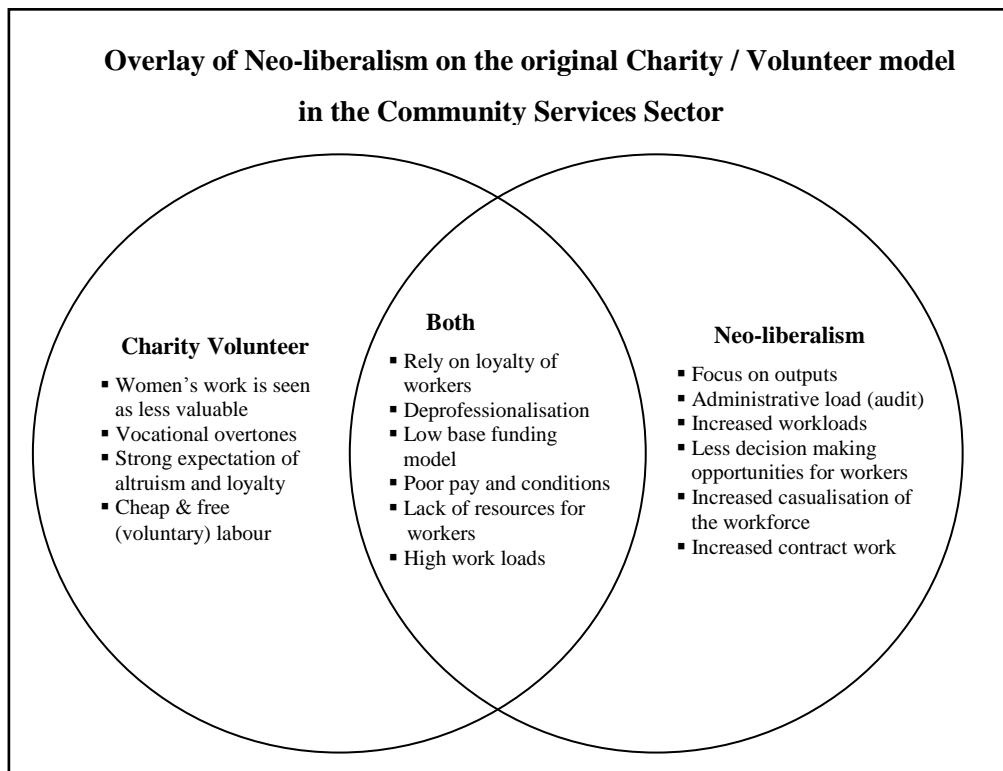 Overlay of Neo-liberalism on the original Charity / Volunteer model
in the Community Services Sector
Charity Volunteer
▪ Women’s work is seen
as less valuable
▪ Vocational overtones
▪ Strong expectation of
altruism and loyalty
▪ Cheap & free
(voluntary) labour
Both
▪ Rely on loyalty of
workers
▪ Deprofessionalisation
▪ Low base funding
model
▪ Poor pay and conditions
▪ Lack of resources for
workers
▪ High work loads
Neo-liberalism
▪ Focus on outputs
▪ Administrative load (audit)
▪ Increased workloads
▪ Less decision making
opportunities for workers
▪ Increased casualisation of
the workforce
▪ Increased contract work